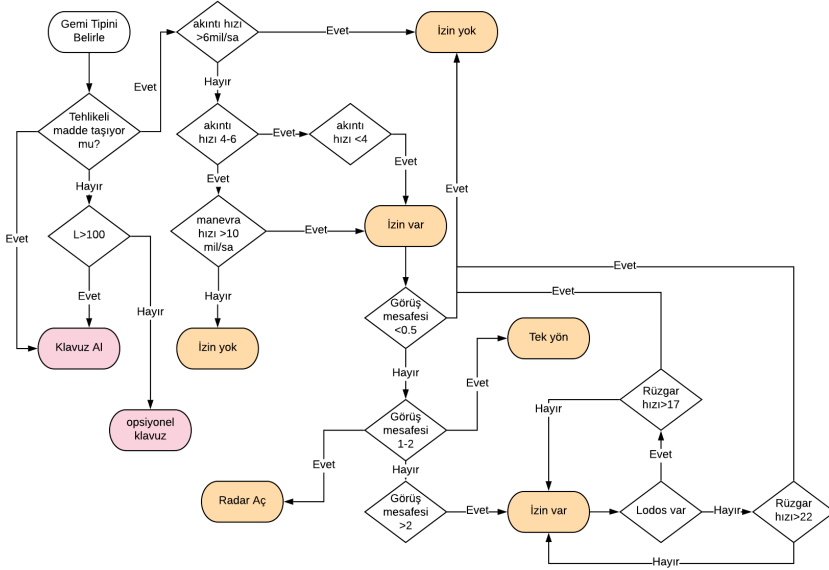 Gemi Tipini
Belirle
akıntı hızı
>6mil/sa
Evet
İzin yok
Evet
Hayır
Tehlikeli
madde taşıyor
mu?
akıntı
hızı 4-6
Evet
akıntı
hızı <4
Evet
Hayır
Evet
Evet
L>100
manevra
hızı >10
mil/sa
Evet
İzin var
Evet
Evet
Evet
Hayır
Evet
Hayır
Görüş
mesafesi
<0.5
Klavuz Al
İzin yok
Tek yön
Hayır
Evet
Rüzgar
hızı>17
Hayır
opsiyonel
klavuz
Görüş
mesafesi
1-2
Evet
Hayır
Evet
Radar Aç
Görüş
mesafesi
>2
Evet
İzin var
Lodos var
Hayır
Rüzgar
hızı>22
Hayır